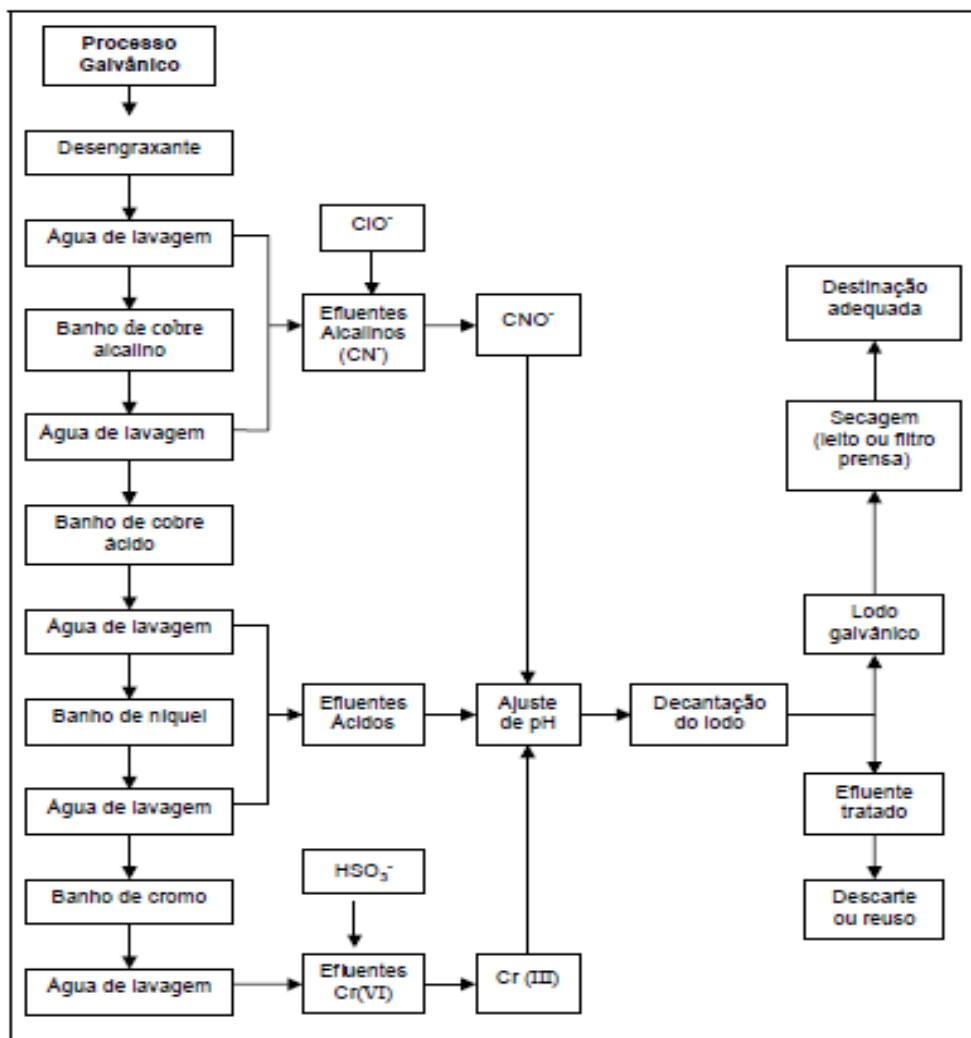 Processo
Galvânico
Desengraxante
Água de lavagem
Banho de cobre
alcalino
Água de lavagem
Banho de cobre
ácido
Água de lavagem
Banho de níquel
Água de lavagem
Banho de cromo
Água de lavagem
ClO⁻
Efluentes
Alcalinos
(CN⁻)
CNO⁻
Efluentes
Ácidos
Ajuste
de pH
Decantação
do lodo
HSO₃⁻
Efluentes
Cr(VI)
Cr (III)
Destinação
adequada
Secagem
(leito ou filtro
prensa)
Lodo
galvânico
Efluente
tratado
Descarte
ou reuso